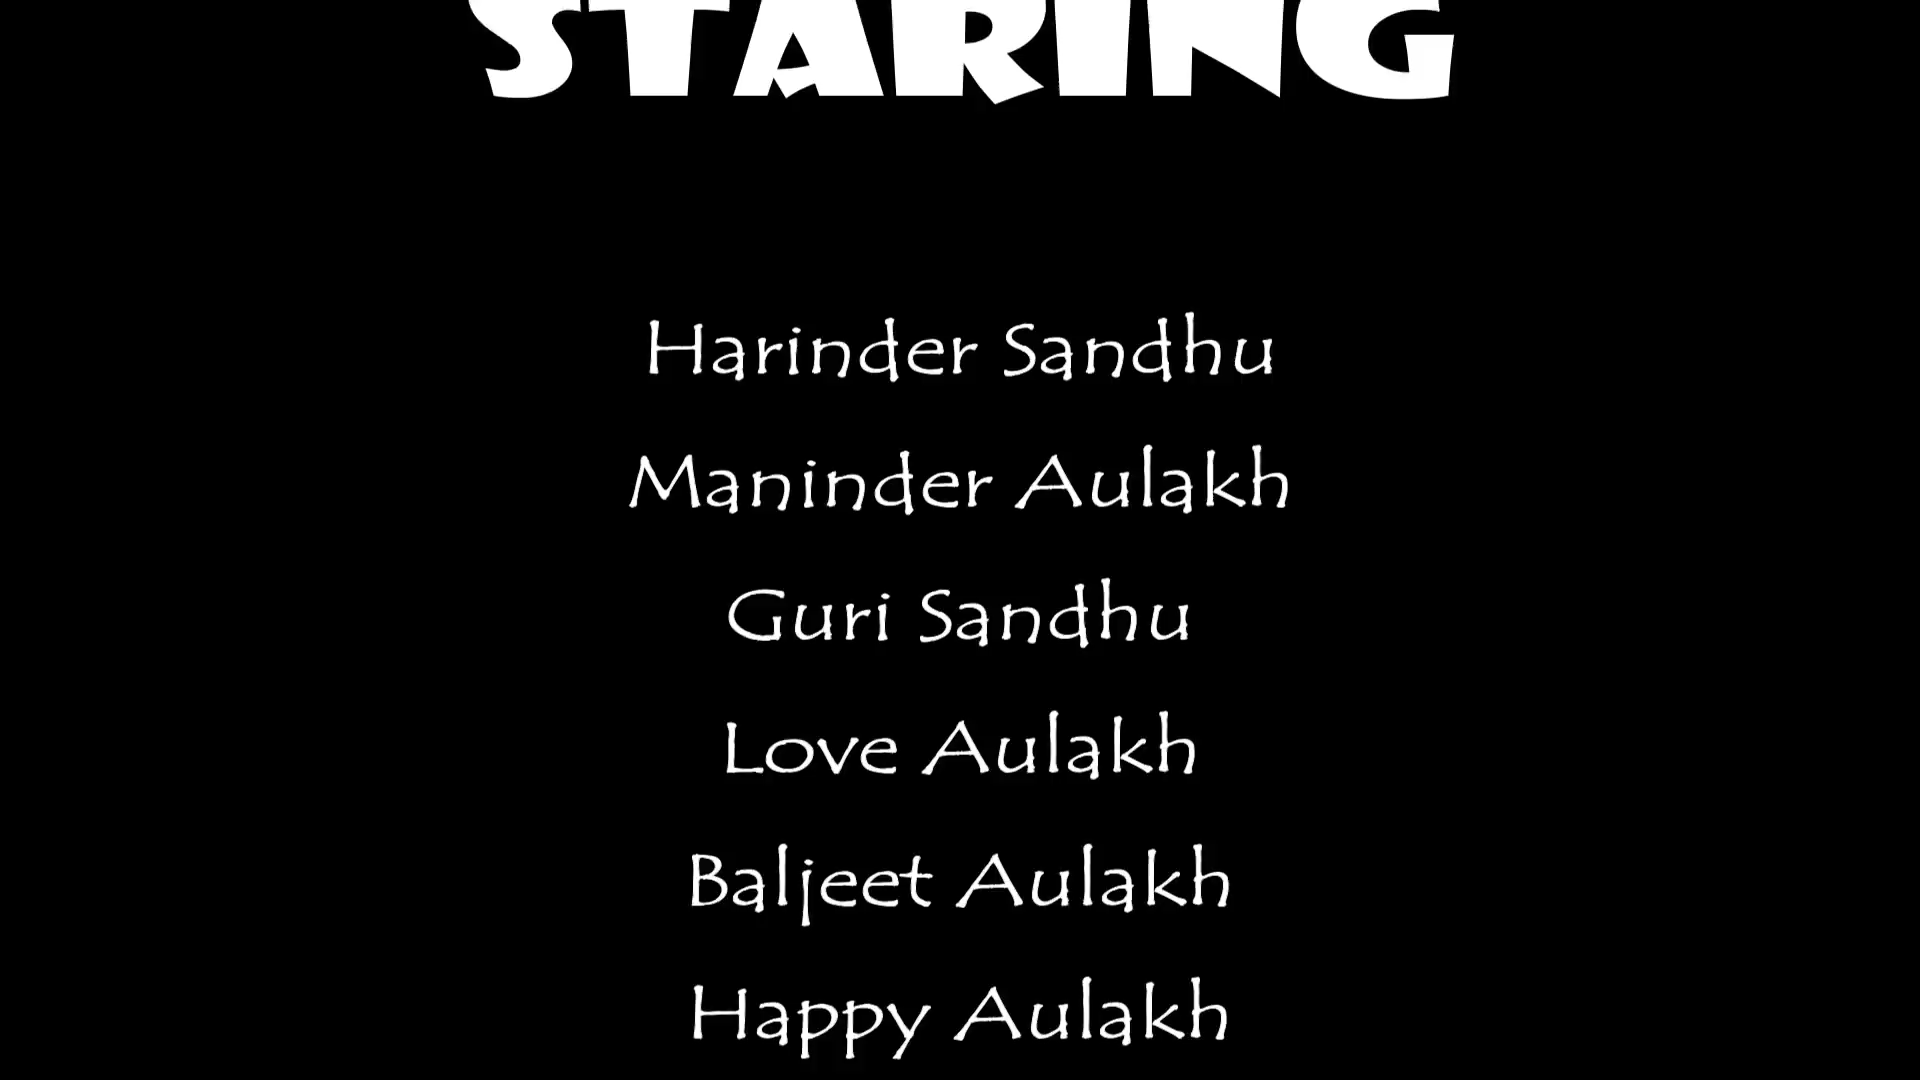 STARING
Harinder Sandhu
Maninder Aulakh
Guri Sandhu
Love Aulakh
Baljeet Aulakh
Happy Aulakh